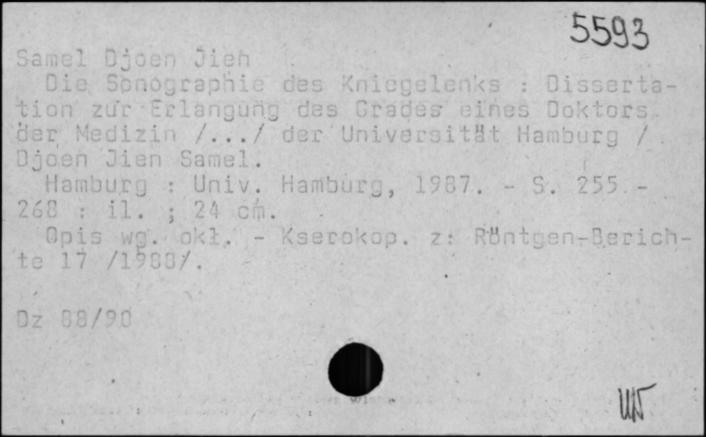 5593
Samel Djoen Jien
Die Sonographie des Kniegelenks : Disserta-
tion zur Erlangung des Grades eines Doktors
der Medizin /.../ der Universität Hamburg /
Djoen Jien Samel.
Hamburg : Univ. Hamburg, 1987. - S. 255 -
268 : il. ; 24 cm.
Opis wg. okł. - Kserokop. z: Röntgen-Berich-
te 17 /1988/.
Dz 88/90